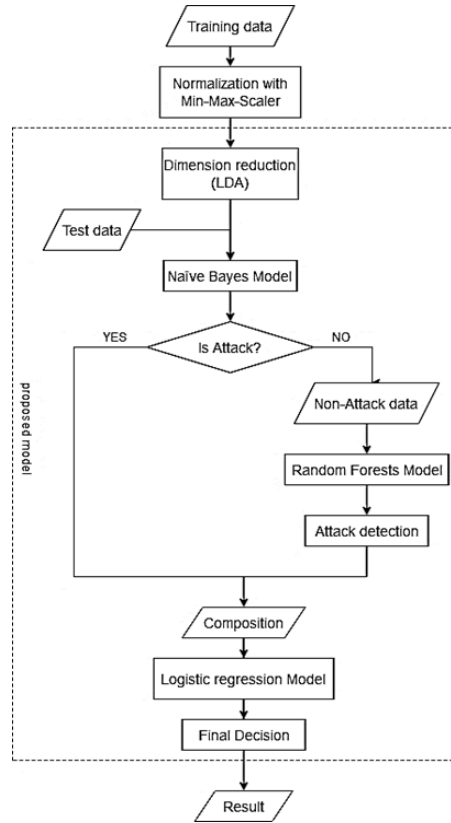 Training data
Normalization with
Min-Max-Scaler
Dimension reduction
(LDA)
Test data
Naïve Bayes Model
YES
Is Attack?
NO
Non-Attack data
proposed model
Random Forests Model
Attack detection
Composition
Logistic regression Model
Final Decision
Result